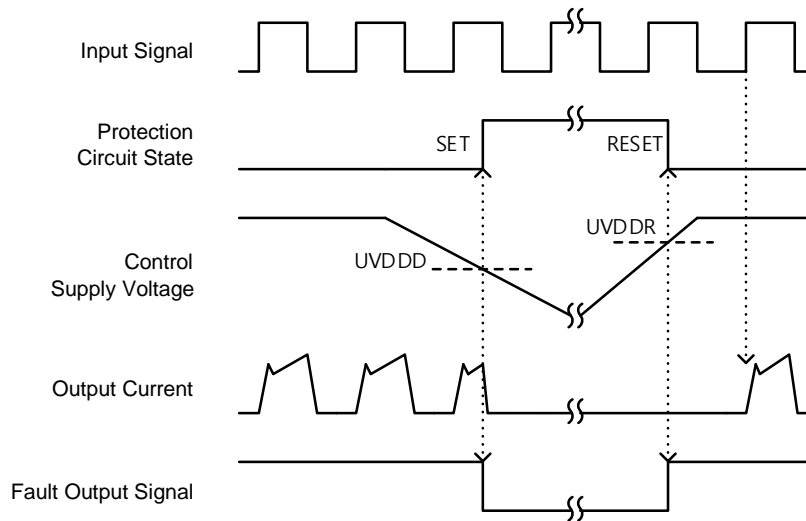 Input Signal
Protection
Circuit State
SET
RESET
UVDDR
UVDDD
Control
Supply Voltage
Output Current
Fault Output Signal